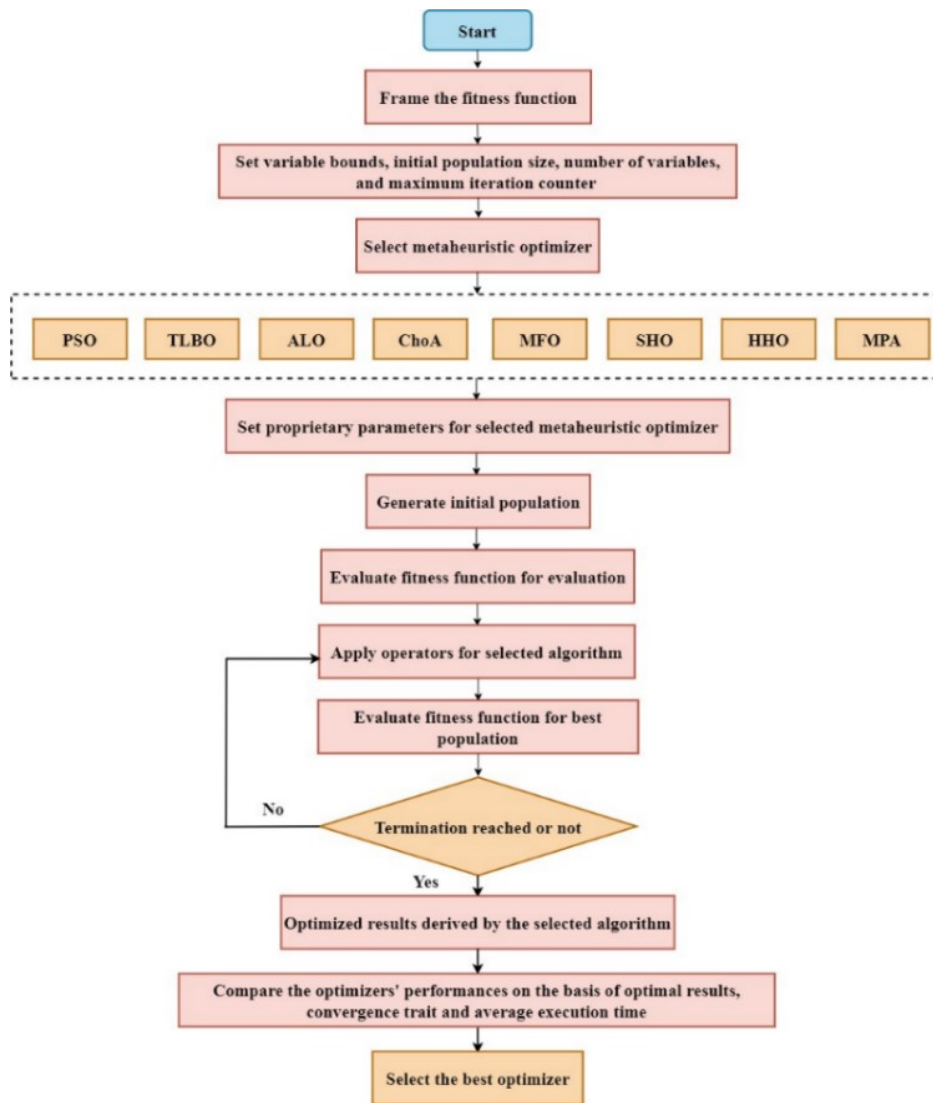 Start
Frame the fitness function
Set variable bounds, initial population size, number of variables,
and maximum iteration counter
Select metaheuristic optimizer
PSO TLBO ALO ChoA MFO SHO HHO MPA
Set proprietary parameters for selected metaheuristic optimizer
Generate initial population
Evaluate fitness function for evaluation
Apply operators for selected algorithm
Evaluate fitness function for best
population
No
Termination reached or not
Yes
Optimized results derived by the selected algorithm
Compare the optimizers' performances on the basis of optimal results,
convergence trait and average execution time
Select the best optimizer